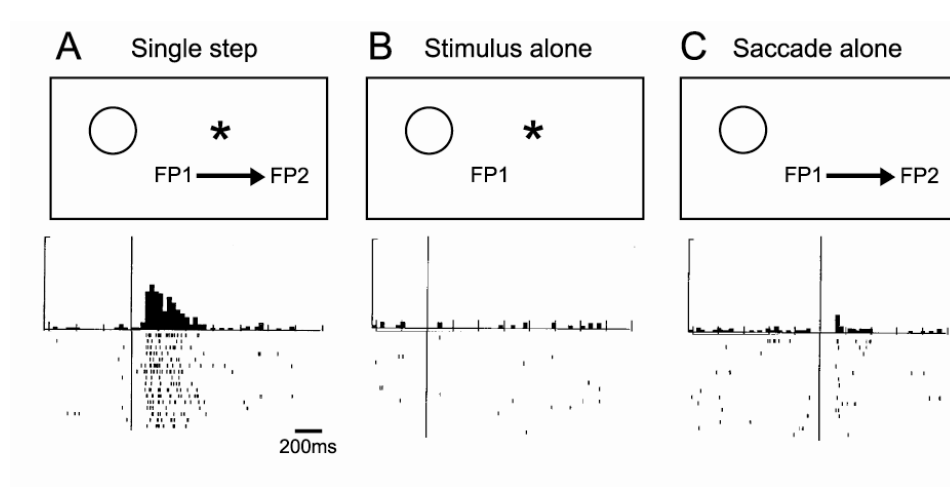 A Single step
B Stimulus alone
C Saccade alone
*
FP1 FP2
*
FP1
FP1 FP2
200ms